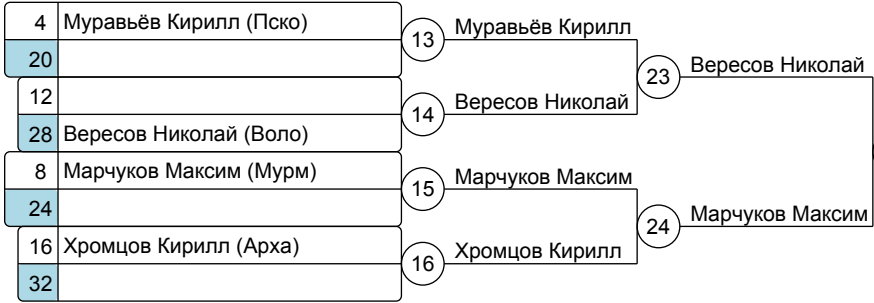 4 Муравьёв Кирилл (Пско)
20
13 Муравьёв Кирилл
12
28 Вересов Николай (Воло)
14 Вересов Николай
23 Вересов Николай
8 Марчуков Максим (Мурм)
24
15 Марчуков Максим
16 Хромцов Кирилл (Арха)
32
16 Хромцов Кирилл
24 Марчуков Максим